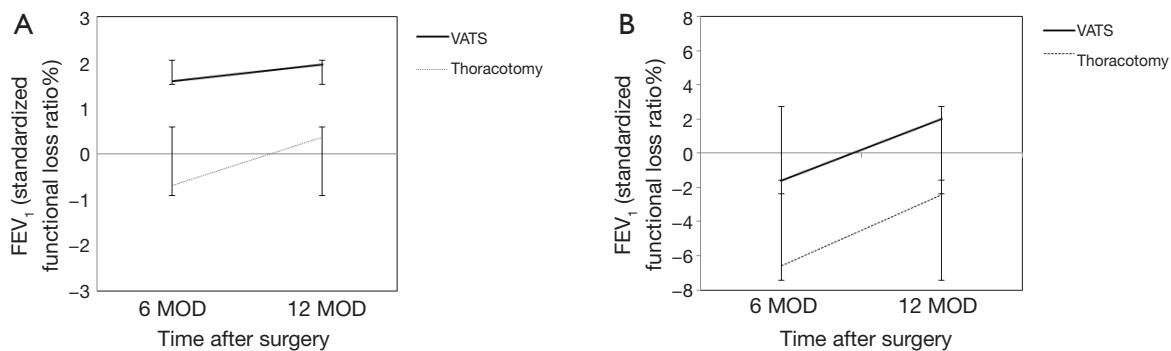 A
FEV₁ (standardized
functional loss ratio%)
3
2
1
0
−1
−2
−3
6 MOD 12 MOD
Time after surgery
VATS
Thoracotomy
B
FEV₁ (standardized
functional loss ratio%)
8
6
4
2
0
−2
−4
−6
−8
6 MOD 12 MOD
Time after surgery
VATS
Thoracotomy